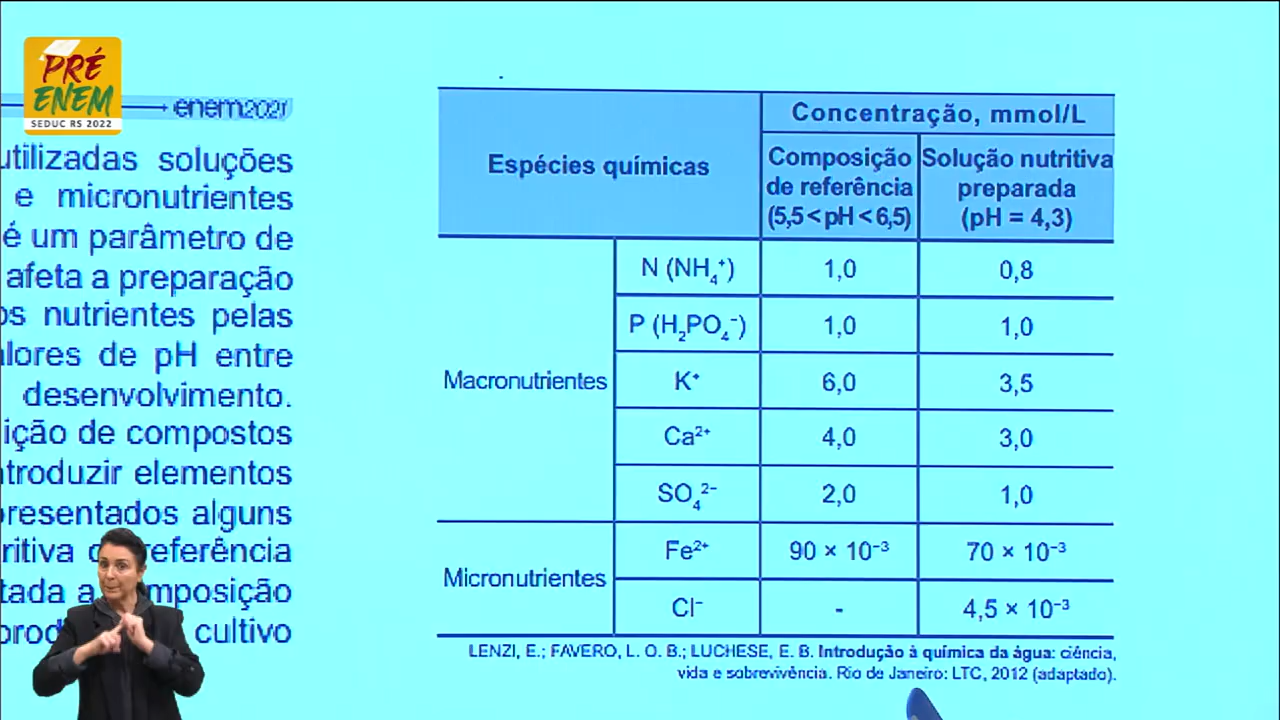 PRÉ
ENEM
SEDUC RS 2022
enem2021
utilizadas soluções
e micronutrientes
é um parâmetro de
afeta a preparação
os nutrientes pelas
alores de pH entre
desenvolvimento.
ição de compostos
ntroduzir elementos
presentados alguns
ritiva referência
tada a composição
cultivo
Espécies químicas
Concentração, mmol/L
Composição de referência (5,5 < pH < 6,5)
Solução nutritiva preparada (pH = 4,3)
Macronutrientes
N (NH₄⁺) 1,0 0,8
P (H₂PO₄⁻) 1,0 1,0
K⁺ 6,0 3,5
Ca²⁺ 4,0 3,0
SO₄²⁻ 2,0 1,0
Micronutrientes
Fe²⁺ 90 × 10⁻³ 70 × 10⁻³
Cl⁻ - 4,5 × 10⁻³
LENZI, E.; FAVERO, L. O. B.; LUCHESE, E. B. Introdução à química da água: ciência,
vida e sobrevivência. Rio de Janeiro: LTC, 2012 (adaptado).